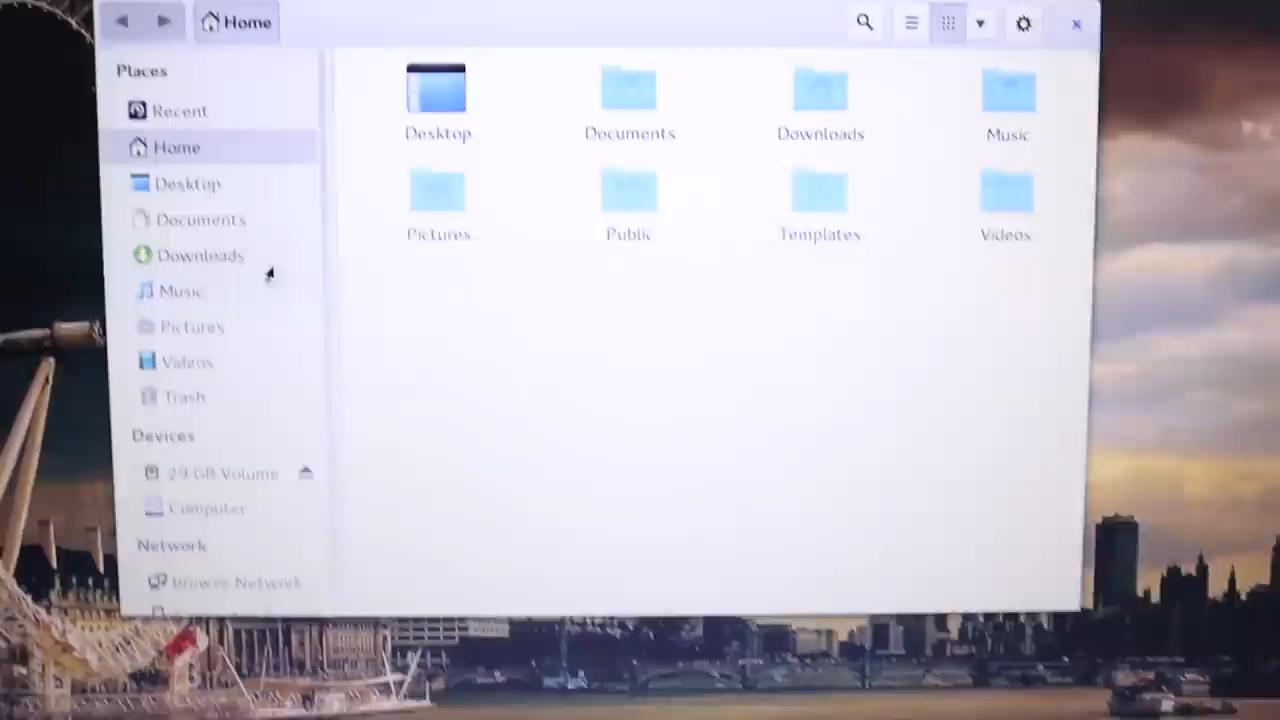 Home
Places
Recent
Home
Desktop
Documents
Downloads
Music
Pictures
Videos
Trash
Devices
29 GB Volume
Computer
Network
Browse Network
Desktop
Documents
Downloads
Music
Pictures
Public
Templates
Videos